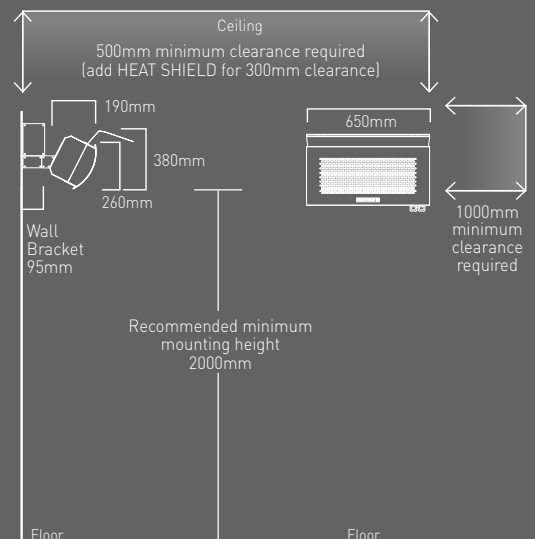 Ceiling
500mm minimum clearance required
(add HEAT SHIELD for 300mm clearance)
190mm
380mm
260mm
650mm
Wall
Bracket
95mm
1000mm
minimum
clearance
required
Recommended minimum
mounting height
2000mm
Floor
Floor